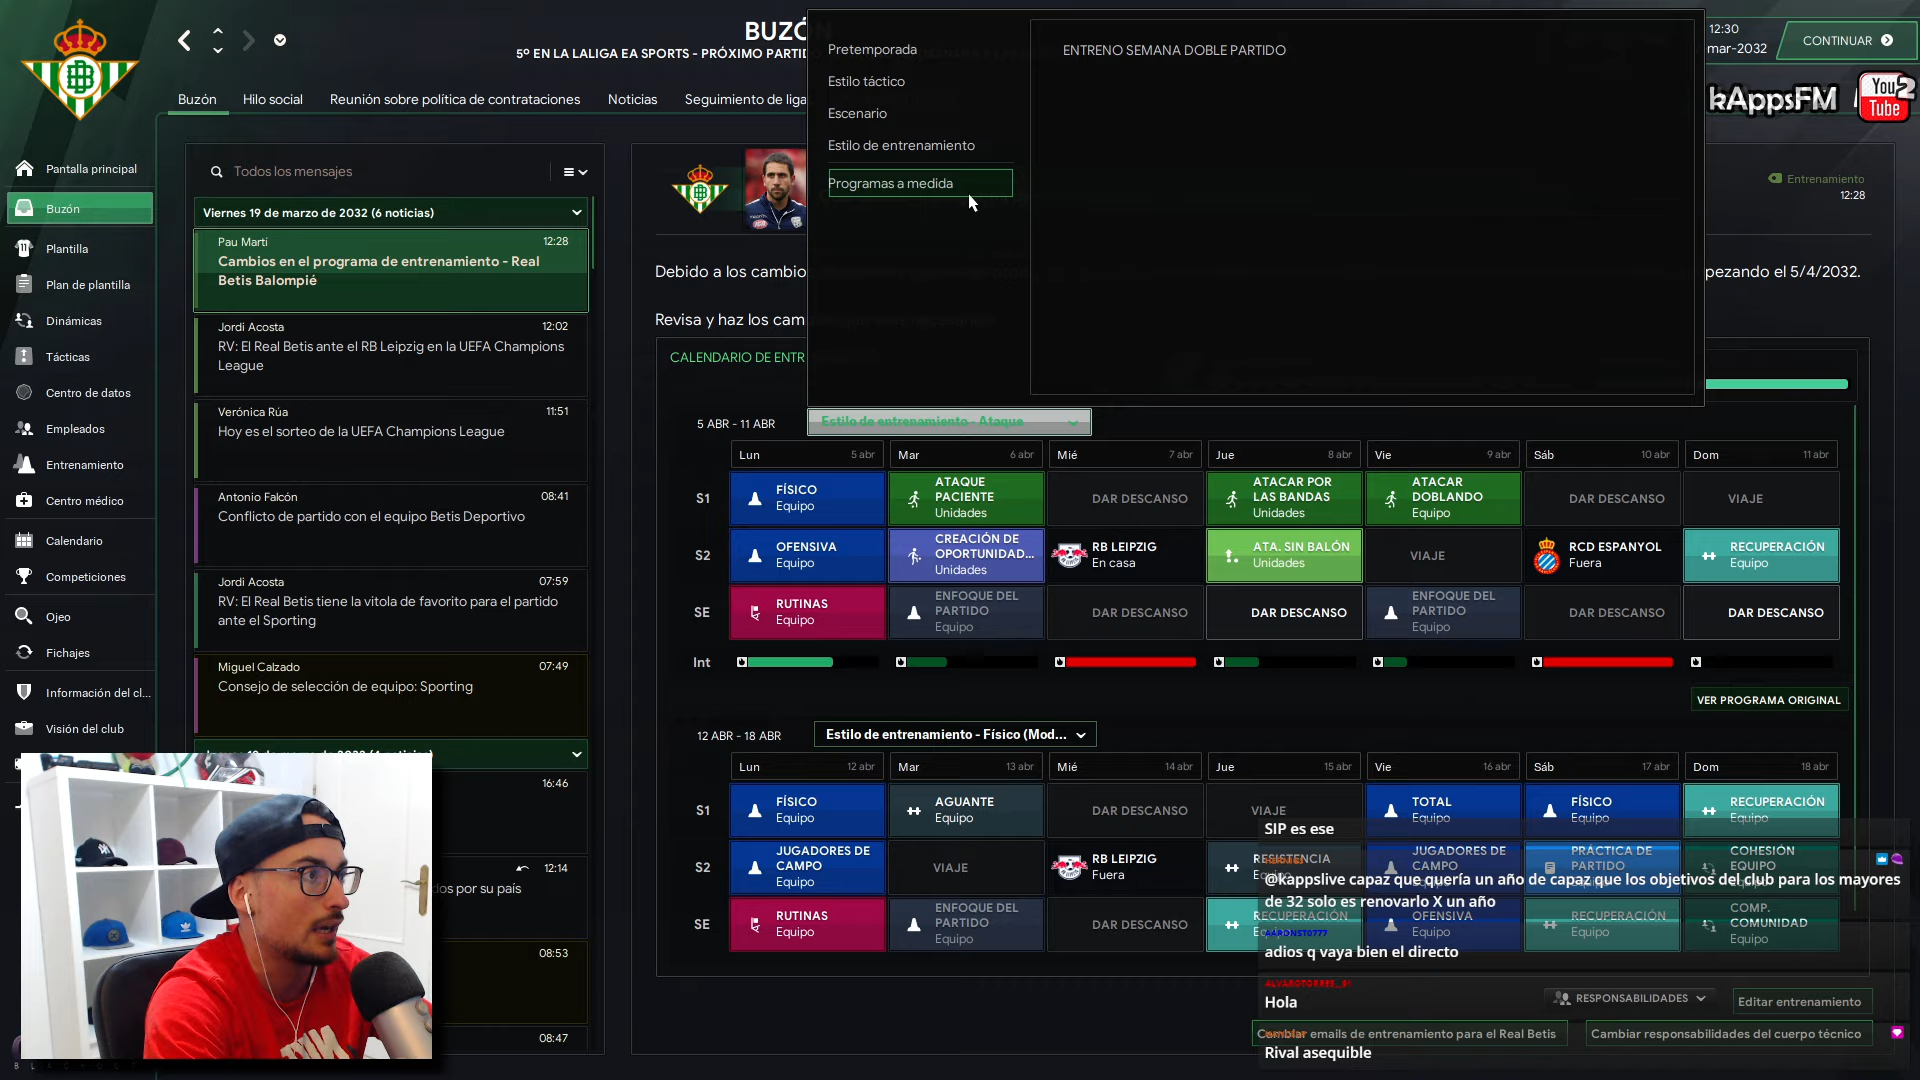 BUZÓN
5º EN LA LALIGA EA SPORTS - PRÓXIMO PARTID
12:30
mar-2032
CONTINUAR
kAppsFM
You Tube
Buzón
Hilo social
Reunión sobre política de contrataciones
Noticias
Seguimiento de liga
Pretemporada
Estilo táctico
Escenario
Estilo de entrenamiento
Programas a medida
ENTRENO SEMANA DOBLE PARTIDO
Pantalla principal
Buzón
Plantilla
Plan de plantilla
Dinámicas
Tácticas
Centro de datos
Empleados
Entrenamiento
Centro médico
Calendario
Competiciones
Ojeo
Fichajes
Información del cl...
Visión del club
Todos los mensajes
Viernes 19 de marzo de 2032 (6 noticias)
Pau Martí
12:28
Cambios en el programa de entrenamiento - Real
Betis Balompié
Jordi Acosta
12:02
RV: El Real Betis ante el RB Leipzig en la UEFA Champions
League
Verónica Rúa
11:51
Hoy es el sorteo de la UEFA Champions League
Antonio Falcón
08:41
Conflicto de partido con el equipo Betis Deportivo
Jordi Acosta
07:59
RV: El Real Betis tiene la vitola de favorito para el partido
ante el Sporting
Miguel Calzado
07:49
Consejo de selección de equipo: Sporting
16:46
12:14
dos por su país
08:53
08:47
Entrenamiento
12:28
Debido a los cambio
pezando el 5/4/2032.
Revisa y haz los cam
CALENDARIO DE ENTR
5 ABR - 11 ABR
Estilo de entrenamiento - Ataque
Lun 5 abr
Mar 6 abr
Mié 7 abr
Jue 8 abr
Vie 9 abr
Sáb 10 abr
Dom 11 abr
S1
FÍSICO
Equipo
ATAQUE
PACIENTE
Unidades
DAR DESCANSO
ATACAR POR
LAS BANDAS
Unidades
ATACAR
DOBLANDO
Equipo
DAR DESCANSO
VIAJE
S2
OFENSIVA
Equipo
CREACIÓN DE
OPORTUNIDAD...
Unidades
RB LEIPZIG
En casa
ATA. SIN BALÓN
Unidades
VIAJE
RCD ESPANYOL
Fuera
RECUPERACIÓN
Equipo
SE
RUTINAS
Equipo
ENFOQUE DEL
PARTIDO
Equipo
DAR DESCANSO
DAR DESCANSO
ENFOQUE DEL
PARTIDO
Equipo
DAR DESCANSO
DAR DESCANSO
Int
VER PROGRAMA ORIGINAL
12 ABR - 18 ABR
Estilo de entrenamiento - Físico (Mod...
Lun 12 abr
Mar 13 abr
Mié 14 abr
Jue 15 abr
Vie 16 abr
Sáb 17 abr
Dom 18 abr
S1
FÍSICO
Equipo
AGUANTE
Equipo
DAR DESCANSO
VIAJE
TOTAL
Equipo
FÍSICO
Equipo
RECUPERACIÓN
Equipo
S2
JUGADORES DE
CAMPO
Equipo
VIAJE
RB LEIPZIG
Fuera
RESISTENCIA
JUGADORES DE
CAMPO
PRÁCTICA DE
PARTIDO
COHESIÓN
EQUIPO
SE
RUTINAS
Equipo
ENFOQUE DEL
PARTIDO
Equipo
DAR DESCANSO
RECUPERACIÓN
OFENSIVA
Equipo
RECUPERACIÓN
Equipo
COMP.
COMUNIDAD
Equipo
SIP es ese
@kappslive capaz que quería un año de capaz que los objetivos del club para los mayores
de 32 solo es renovarlo X un año
AARONST0777
adios q vaya bien el directo
Hola
Rival asequible
RESPONSABILIDADES
Editar entrenamiento
Cambiar emails de entrenamiento para el Real Betis
Cambiar responsabilidades del cuerpo técnico